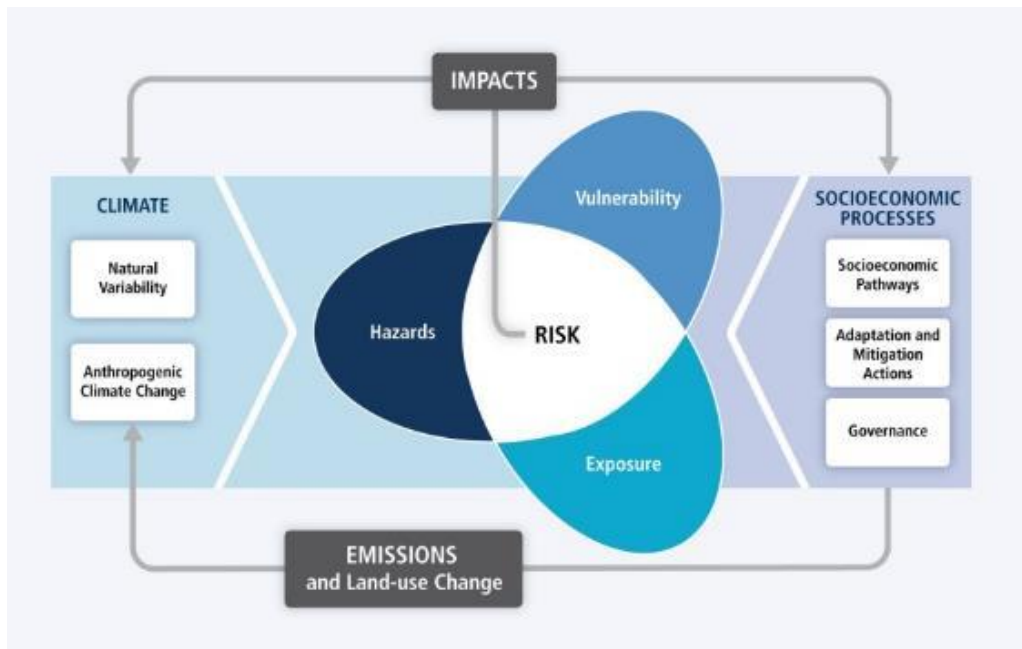 IMPACTS
CLIMATE
Natural
Variability
Anthropogenic
Climate Change
Vulnerability
Hazards
RISK
Exposure
SOCIOECONOMIC
PROCESSES
Socioeconomic
Pathways
Adaptation and
Mitigation
Actions
Governance
EMISSIONS
and Land-use Change